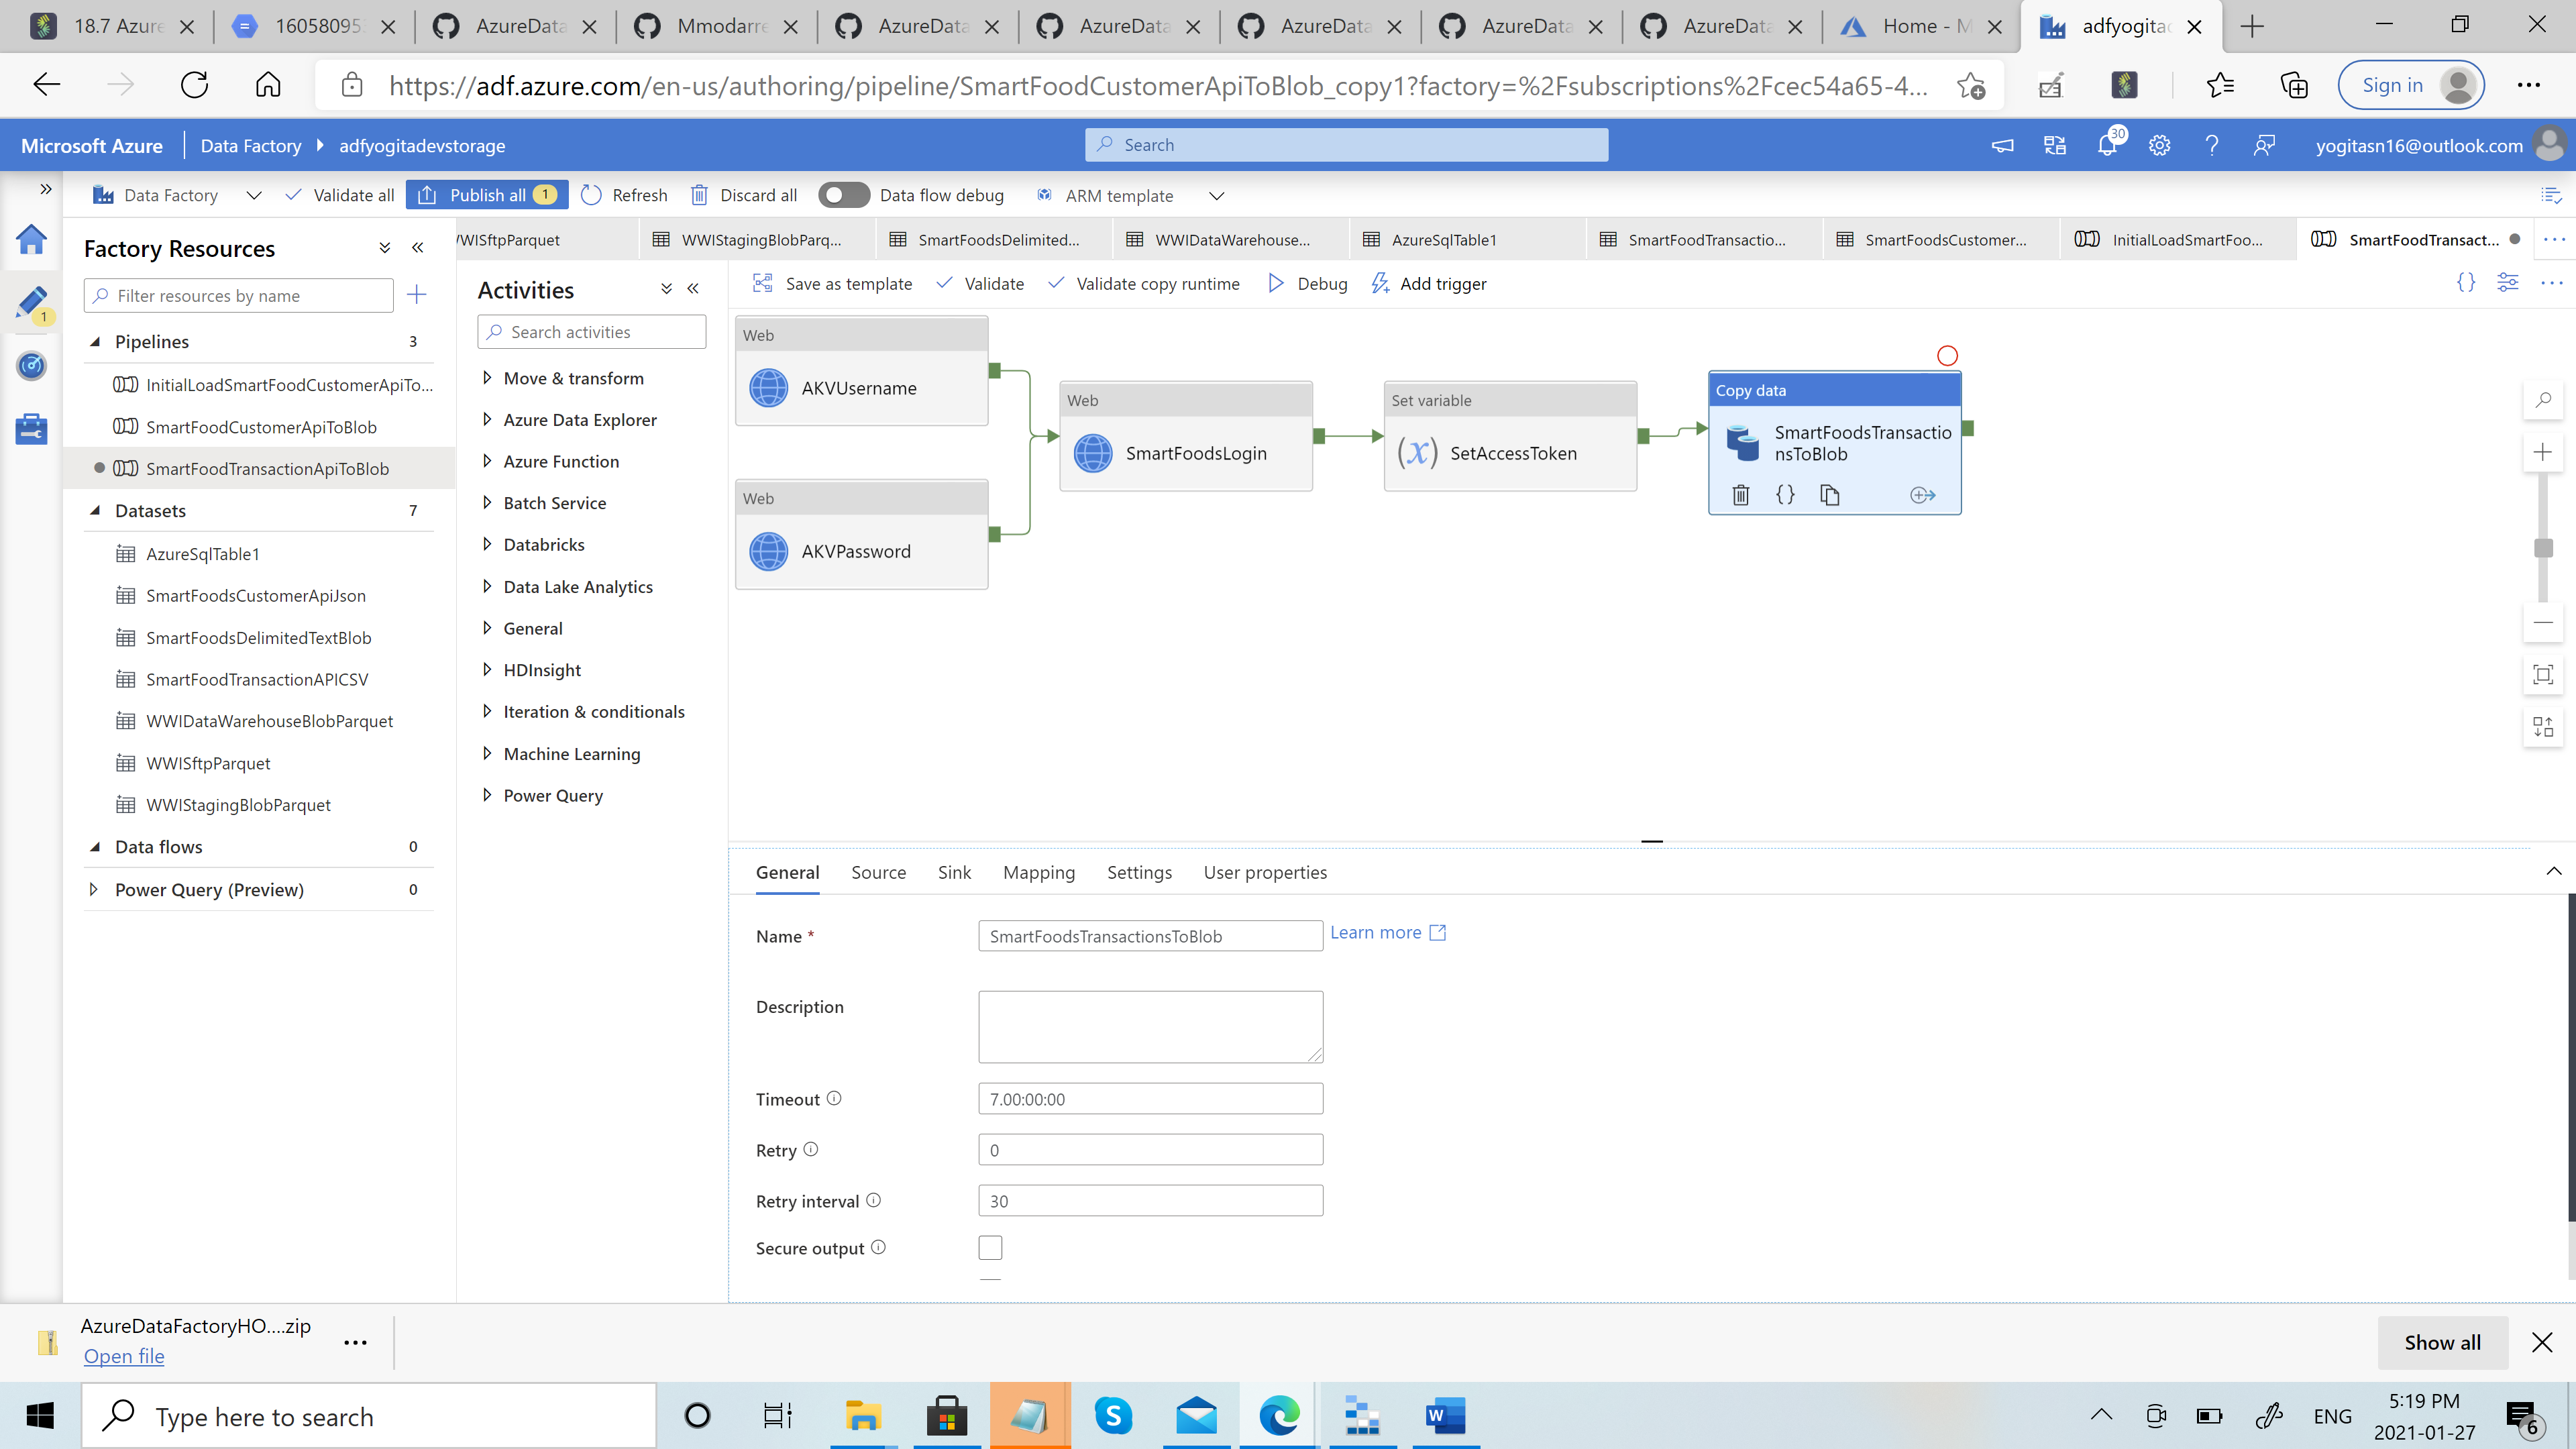 18.7 Azure
16058095
AzureData
Mmodarre
AzureData
AzureData
AzureData
AzureData
AzureData
Home - M
adfyogitad
https://adf.azure.com/en-us/authoring/pipeline/SmartFoodCustomerApiToBlob_copy1?factory=%2Fsubscriptions%2Fcec54a65-4...
Sign in
Microsoft Azure
Data Factory
adfyogitadevstorage
Search
30
yogitasn16@outlook.com
Data Factory
Validate all
Publish all 1
Refresh
Discard all
Data flow debug
ARM template
1
Factory Resources
Filter resources by name
Pipelines 3
InitialLoadSmartFoodCustomerApiTo...
SmartFoodCustomerApiToBlob
SmartFoodTransactionApiToBlob
Datasets 7
AzureSqlTable1
SmartFoodsCustomerApiJson
SmartFoodsDelimitedTextBlob
SmartFoodTransactionAPICSV
WWIDataWarehouseBlobParquet
WWISftpParquet
WWIStagingBlobParquet
Data flows 0
Power Query (Preview) 0
WISftpParquet
WWIStagingBlobParq...
SmartFoodsDelimited...
WWIDataWarehouse...
AzureSqlTable1
SmartFoodTransactio...
SmartFoodsCustomer...
InitialLoadSmartFoo...
SmartFoodTransact...
Activities
Search activities
Move & transform
Azure Data Explorer
Azure Function
Batch Service
Databricks
Data Lake Analytics
General
HDInsight
Iteration & conditionals
Machine Learning
Power Query
Save as template
Validate
Validate copy runtime
Debug
Add trigger
Web
AKVUsername
Web
AKVPassword
Web
SmartFoodsLogin
Set variable
(x) SetAccessToken
Copy data
SmartFoodsTransactio
nsToBlob
General
Source
Sink
Mapping
Settings
User properties
Name * SmartFoodsTransactionsToBlob Learn more
Description
Timeout 7.00:00:00
Retry 0
Retry interval 30
Secure output
AzureDataFactoryHO....zip
Open file
Show all
Type here to search
ENG
5:19 PM
2021-01-27
6